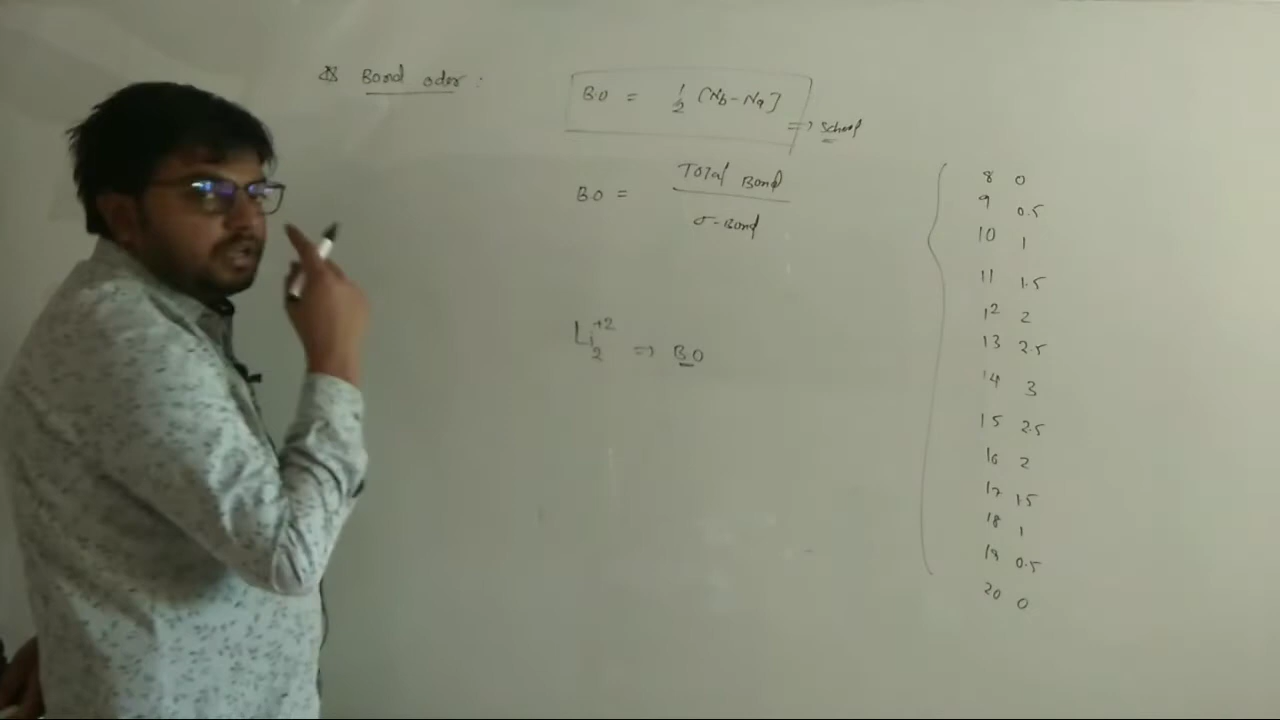 Bond oder :
BO = 1/2 [Nb - Na]
=> School
BO = Total Bond / σ-Bond
Li₂⁺² => BO
8 0
9 0.5
10 1
11 1.5
12 2
13 2.5
14 3
15 2.5
16 2
17 1.5
18 1
19 0.5
20 0